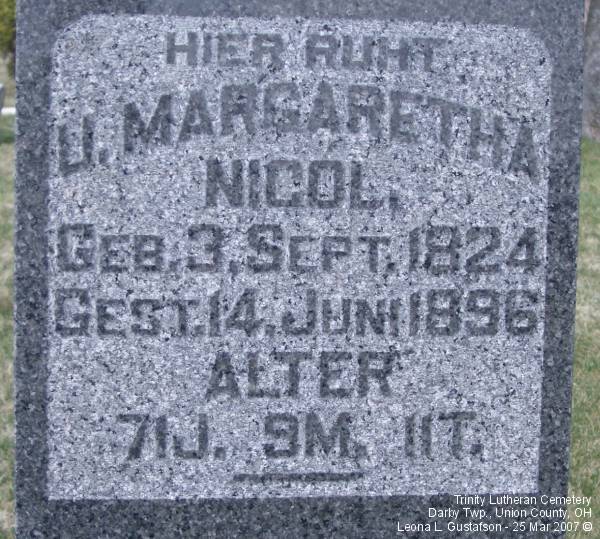 HIER RUHT
U. MARGARETHA
NICOL,
GEB. 3. SEPT. 1824
GEST. 14. JUNI 1896
ALTER
71J. 9M. 11T.
Trinity Lutheran Cemetery
Darby Twp., Union County, OH
Leona L. Gustafson - 25 Mar 2007 ©